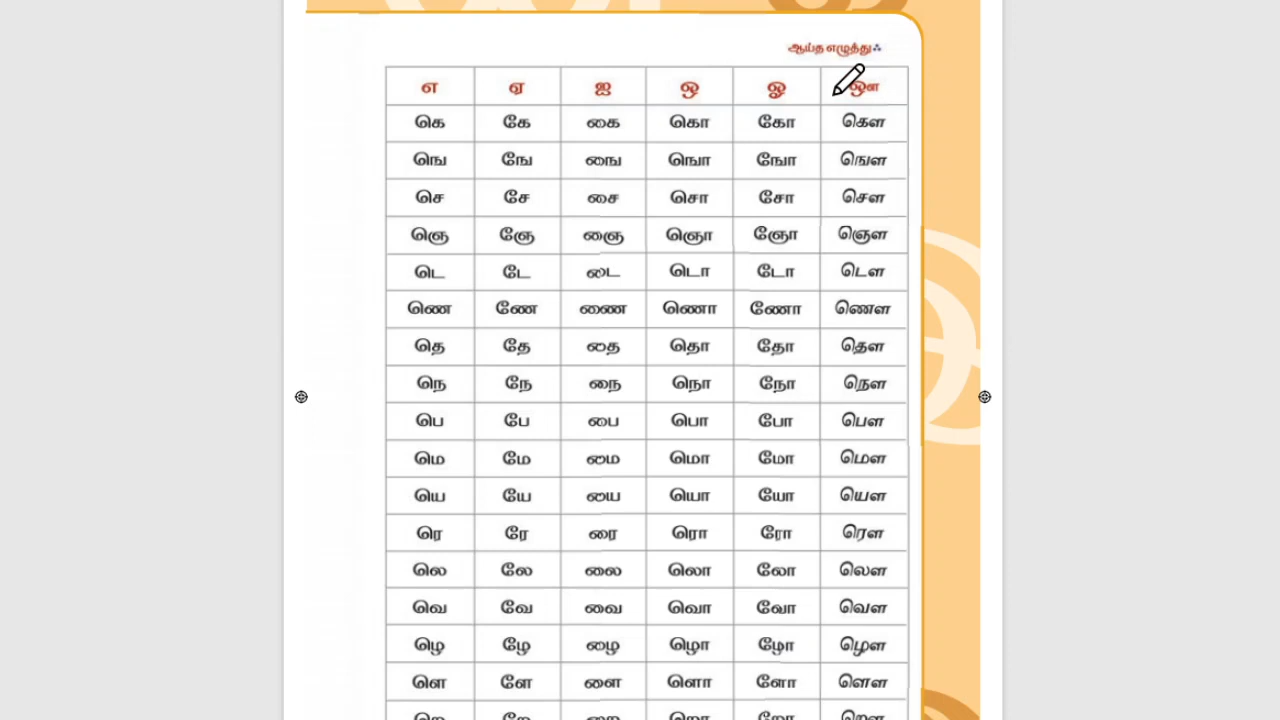 ஆய்த எழுத்து ஃ
எ ஏ ஐ ஒ ஓ ஔ
கெ கே கை கொ கோ கௌ
ஙெ ஙே ஙை ஙொ ஙோ ஙௌ
செ சே சை சொ சோ சௌ
ஞெ ஞே ஞை ஞொ ஞோ ஞௌ
டெ டே டை டொ டோ டௌ
ணெ ணே ணை ணொ ணோ ணௌ
தெ தே தை தொ தோ தௌ
நெ நே நை நொ நோ நௌ
பெ பே பை பொ போ பௌ
மெ மே மை மொ மோ மௌ
யெ யே யை யொ யோ யௌ
ரெ ரே ரை ரொ ரோ ரௌ
லெ லே லை லொ லோ லௌ
வெ வே வை வொ வோ வௌ
ழெ ழே ழை ழொ ழோ ழௌ
ளெ ளே ளை ளொ ளோ ளௌ